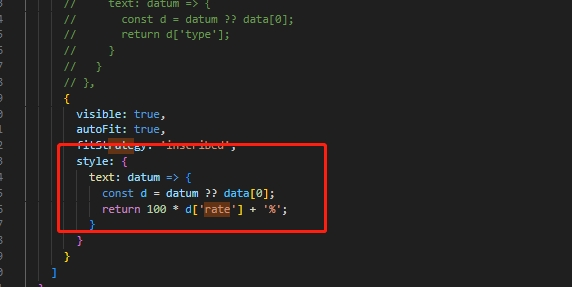 //     text: datum => {
//       const d = datum ?? data[0];
//       return d['type'];
//     }
//   }
// },
{
visible: true,
autoFit: true,
fitStrategy: 'inscribed',
style: {
text: datum => {
const d = datum ?? data[0];
return 100 * d['rate'] + '%';
}
}
}
]